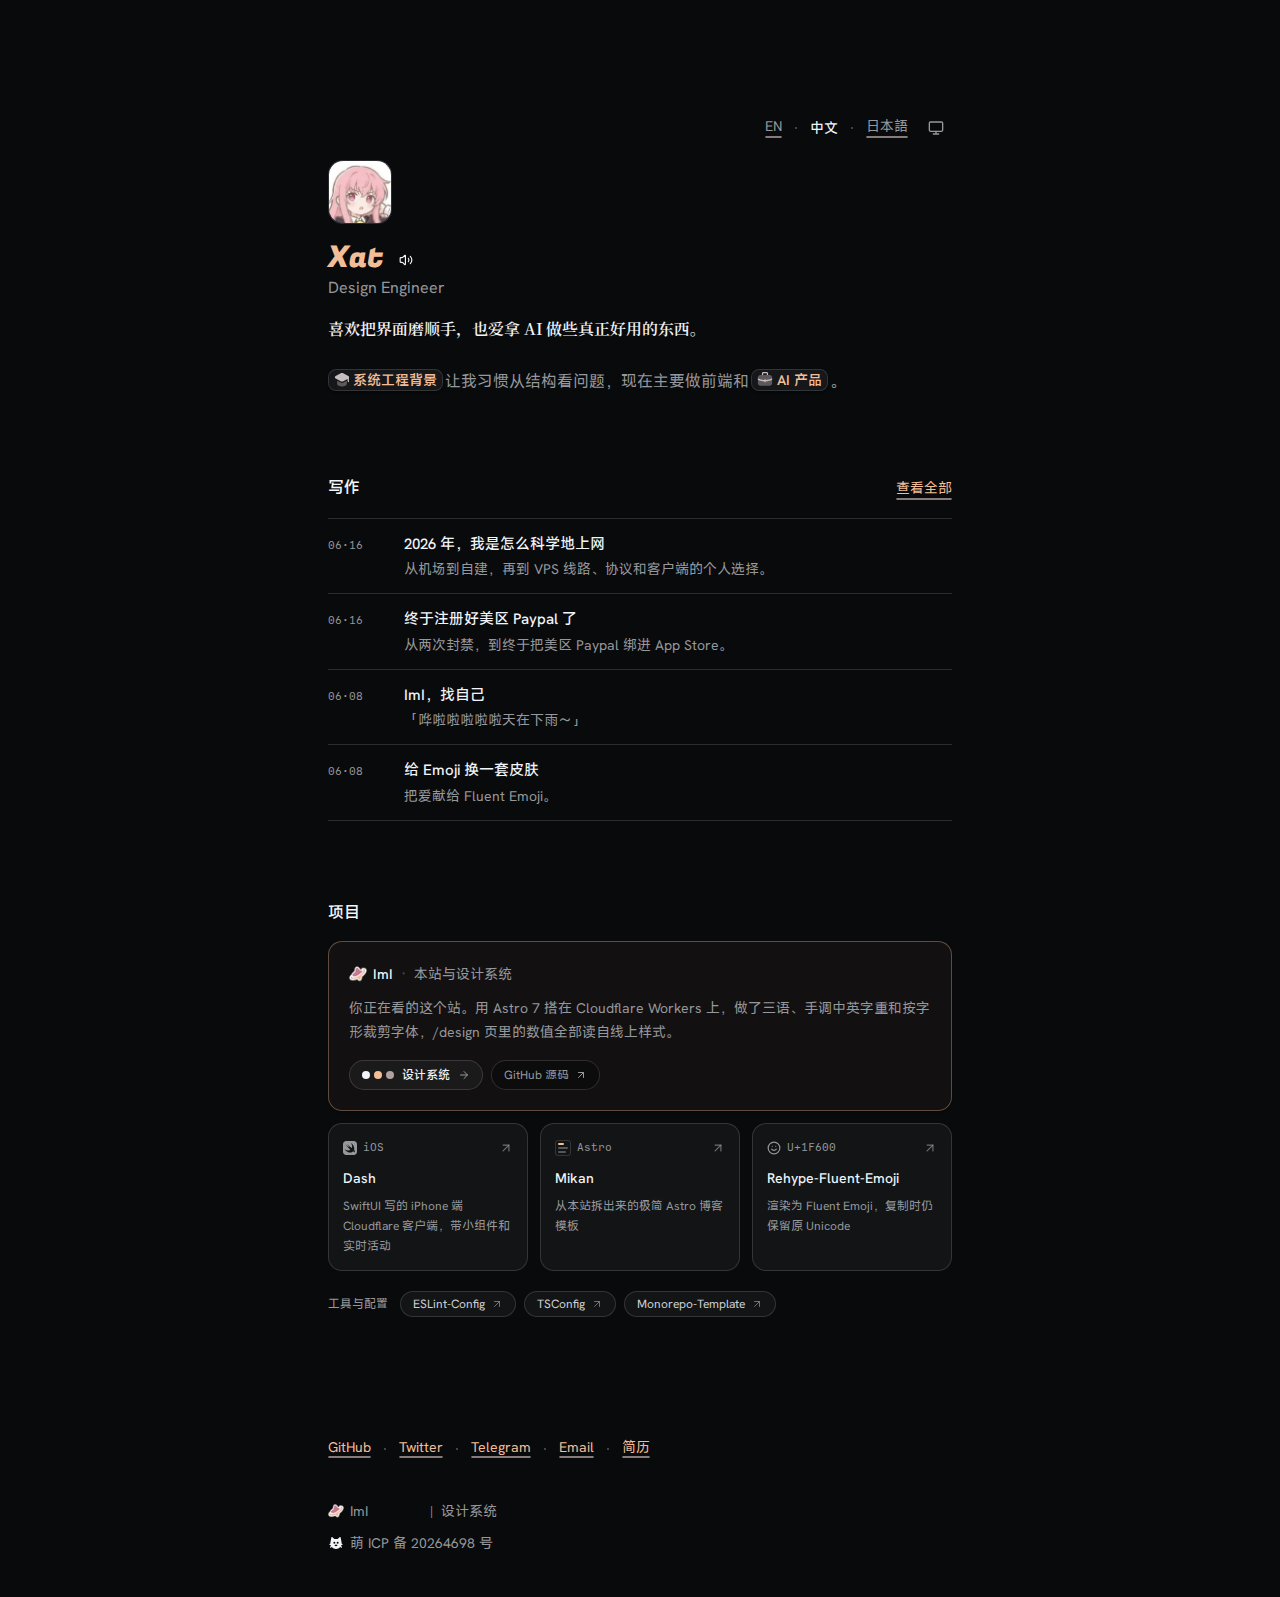 EN · 中文 · 日本語
Xat
Design Engineer
喜欢把界面磨顺手，也爱拿 AI 做些真正好用的东西。
系统工程背景 让我习惯从结构看问题，现在主要做前端和 AI 产品 。
写作 查看全部
06·16 2026 年，我是怎么科学地上网
从机场到自建，再到 VPS 线路、协议和客户端的个人选择。
06·16 终于注册好美区 Paypal 了
从两次封禁，到终于把美区 Paypal 绑进 App Store。
06·08 Iml，找自己
「哗啦啦啦啦啦天在下雨～」
06·08 给 Emoji 换一套皮肤
把爱献给 Fluent Emoji。
项目
Iml · 本站与设计系统
你正在看的这个站。用 Astro 7 搭在 Cloudflare Workers 上，做了三语、手调中英字重和按字
形裁剪字体，/design 页里的数值全部读自线上样式。
设计系统 GitHub 源码
iOS
Dash
SwiftUI 写的 iPhone 端
Cloudflare 客户端，带小组件和
实时活动
Astro
Mikan
从本站拆出来的极简 Astro 博客
模板
U+1F600
Rehype-Fluent-Emoji
渲染为 Fluent Emoji，复制时仍
保留原 Unicode
工具与配置 ESLint-Config TSConfig Monorepo-Template
GitHub · Twitter · Telegram · Email · 简历
Iml | 设计系统
萌 ICP 备 20264698 号